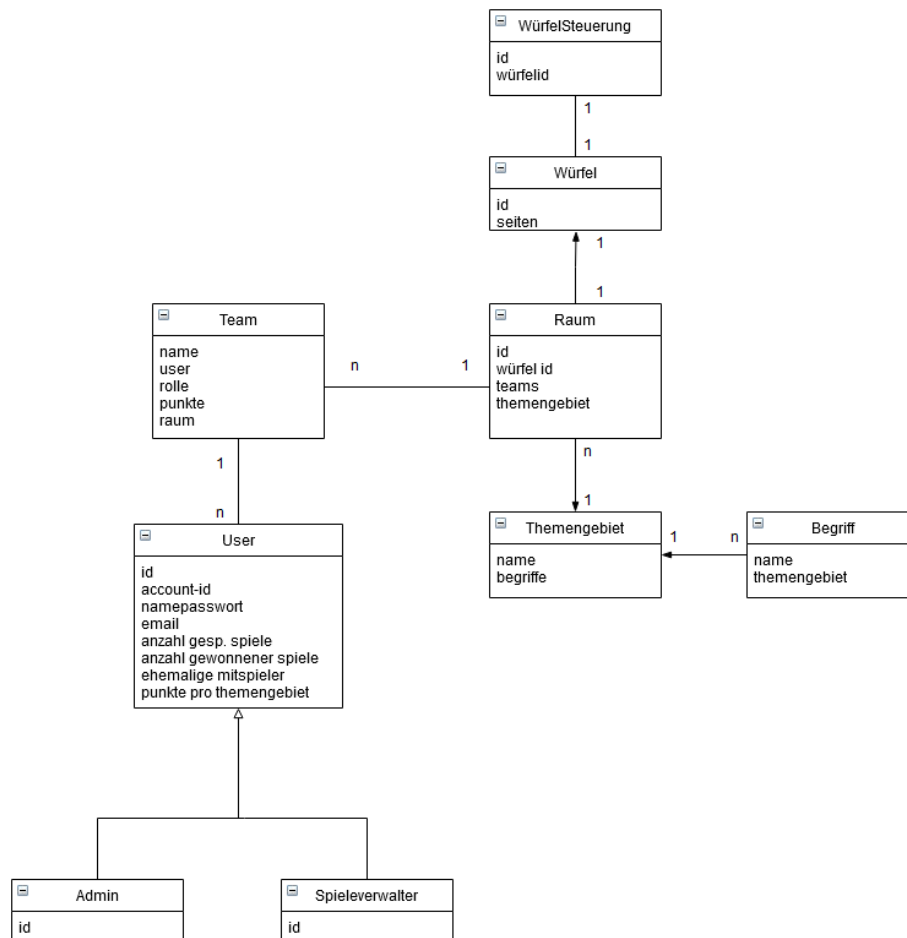 WürfelSteuerung
id
würfelid
1
1
Würfel
id
seiten
1
1
Team
name
user
rolle
punkte
raum
n
1
Raum
id
würfel id
teams
themengebiet
1
n
n
1
User
id
account-id
namepasswort
email
anzahl gesp. spiele
anzahl gewonnener spiele
ehemalige mitspieler
punkte pro themengebiet
Themengebiet
name
begriffe
1
n
Begriff
name
themengebiet
Admin
id
Spieleverwalter
id